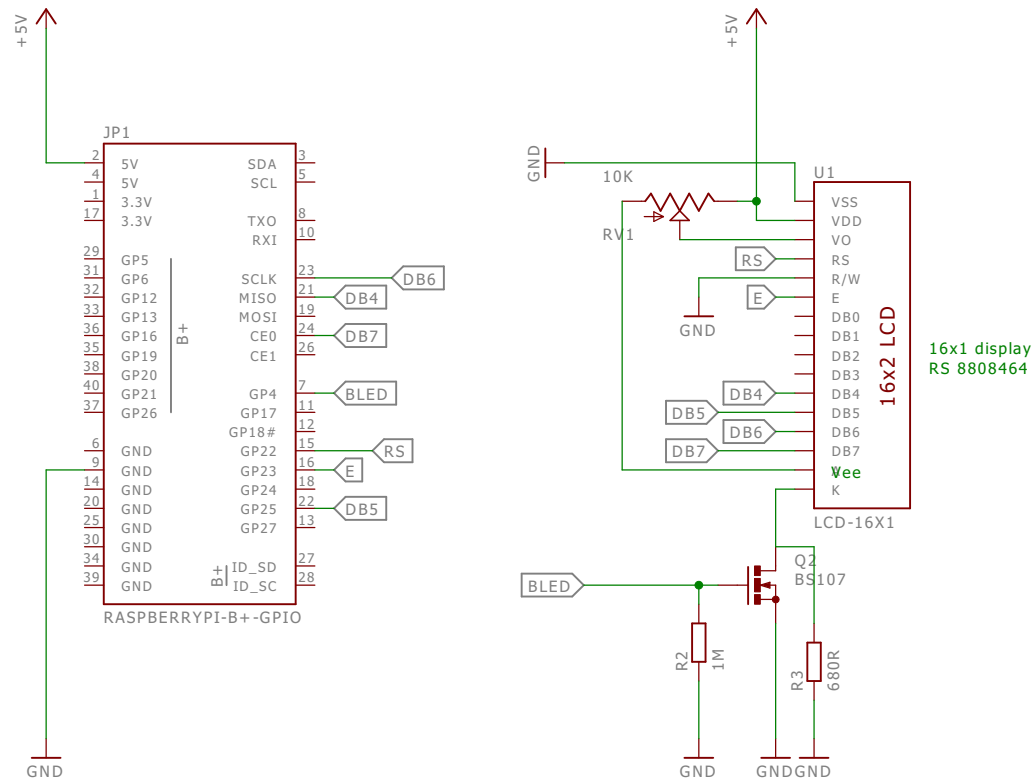 +5V
JP1
2 5V SDA 3
4 5V SCL 5
1 3.3V
17 3.3V TXO 8
RXI 10
29 GP5
31 GP6 SCLK 23 DB6
32 GP12 MISO 21 DB4
33 GP13 MOSI 19
36 GP16 CE0 24 DB7
35 GP19 CE1 26
38 GP20
40 GP21 GP4 7 BLED
37 GP26 GP17 11
B+
GP18# 12
6 GND GP22 15 RS
9 GND GP23 16 E
14 GND GP24 18
20 GND GP25 22 DB5
25 GND GP27 13
30 GND
34 GND ID_SD 27
39 GND ID_SC 28
B+
RASPBERRYPI-B+-GPIO
GND
+5V
GND
10K
RV1
U1
VSS
VDD
VO
RS RS
R/W
GND
E E
DB0
DB1
DB2
DB3
DB4 DB4
DB5 DB5
DB6 DB6
DB7 DB7
Vee
K
16x2 LCD
LCD-16X1
16x1 display
RS 8808464
Q2
BS107
BLED
R2
1M
R3
680R
GND
GND
GND